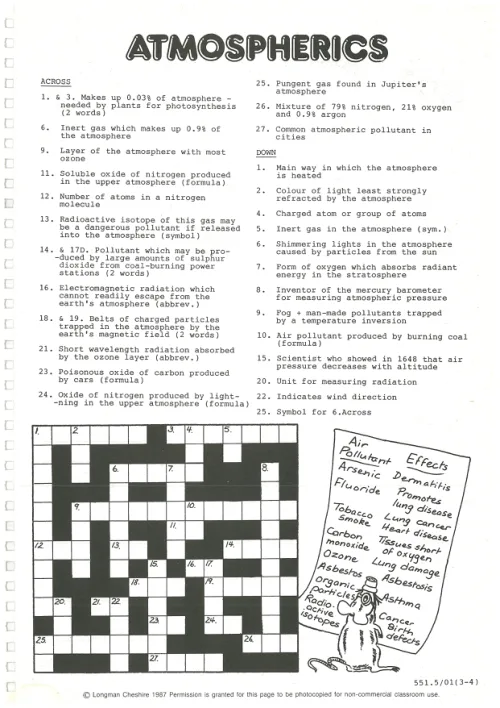 ATMOSPHERICS
ACROSS
1. & 3. Makes up 0.03% of atmosphere -
needed by plants for photosynthesis
(2 words)
6. Inert gas which makes up 0.9% of
the atmosphere
9. Layer of the atmosphere with most
ozone
11. Soluble oxide of nitrogen produced
in the upper atmosphere (formula)
12. Number of atoms in a nitrogen
molecule
13. Radioactive isotope of this gas may
be a dangerous pollutant if released
into the atmosphere (symbol)
14. & 17D. Pollutant which may be pro-
-duced by large amounts of sulphur
dioxide from coal-burning power
stations (2 words)
16. Electromagnetic radiation which
cannot readily escape from the
earth's atmosphere (abbrev.)
18. & 19. Belts of charged particles
trapped in the atmosphere by the
earth's magnetic field (2 words)
21. Short wavelength radiation absorbed
by the ozone layer (abbrev.)
23. Poisonous oxide of carbon produced
by cars (formula)
24. Oxide of nitrogen produced by light-
-ning in the upper atmosphere (formula)
25. Pungent gas found in Jupiter's
atmosphere
26. Mixture of 79% nitrogen, 21% oxygen
and 0.9% argon
27. Common atmospheric pollutant in
cities
DOWN
1. Main way in which the atmosphere
is heated
2. Colour of light least strongly
refracted by the atmosphere
4. Charged atom or group of atoms
5. Inert gas in the atmosphere (sym.)
6. Shimmering lights in the atmosphere
caused by particles from the sun
7. Form of oxygen which absorbs radiant
energy in the stratosphere
8. Inventor of the mercury barometer
for measuring atmospheric pressure
9. Fog + man-made pollutants trapped
by a temperature inversion
10. Air pollutant produced by burning coal
(formula)
15. Scientist who showed in 1648 that air
pressure decreases with altitude
20. Unit for measuring radiation
22. Indicates wind direction
25. Symbol for 6.Across
1. 2. 3. 4. 5.
6. 7. 8.
9. 10.
11.
12. 13. 14.
15. 16. 17.
18. 19.
20. 21. 22.
23. 24.
25. 26.
27.
Air
Pollutant Effects
Arsenic Dermatitis
Fluoride Promotes
lung disease
Tobacco Lung cancer
smoke Heart disease
Carbon Tissues short
monoxide of oxygen
Ozone Lung damage
Asbestos Asbestosis
organic
particles Asthma
Radio-
active Cancer
isotopes Birth
defects
551.5/01(3-4)
© Longman Cheshire 1987 Permission is granted for this page to be photocopied for non-commercial classroom use.